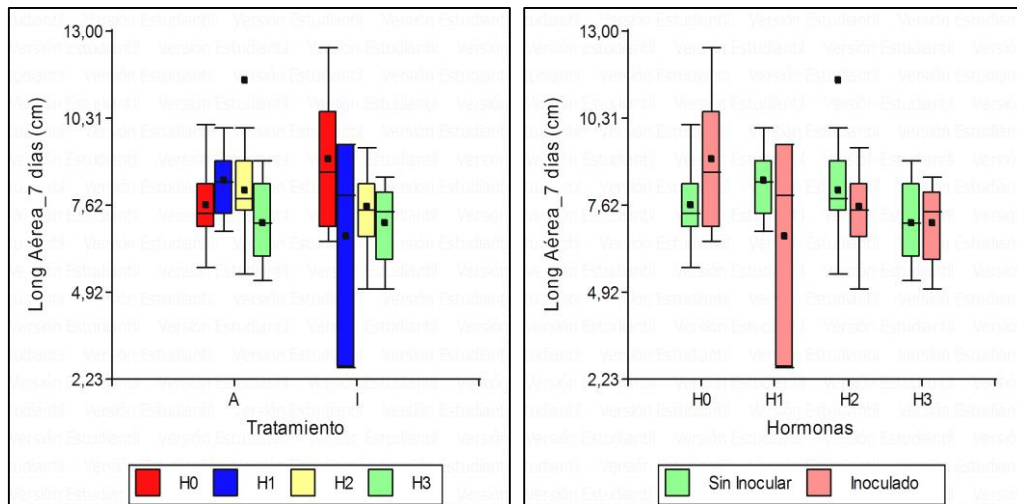 13,00
10,31
7,62
4,92
2,23
Long Aérea_7 días (cm)
A
I
Tratamiento
H0
H1
H2
H3
13,00
10,31
7,62
4,92
2,23
Long Aérea_7 días (cm)
H0
H1
H2
H3
Hormonas
Sin Inocular
Inoculado
Versión Estudiantil